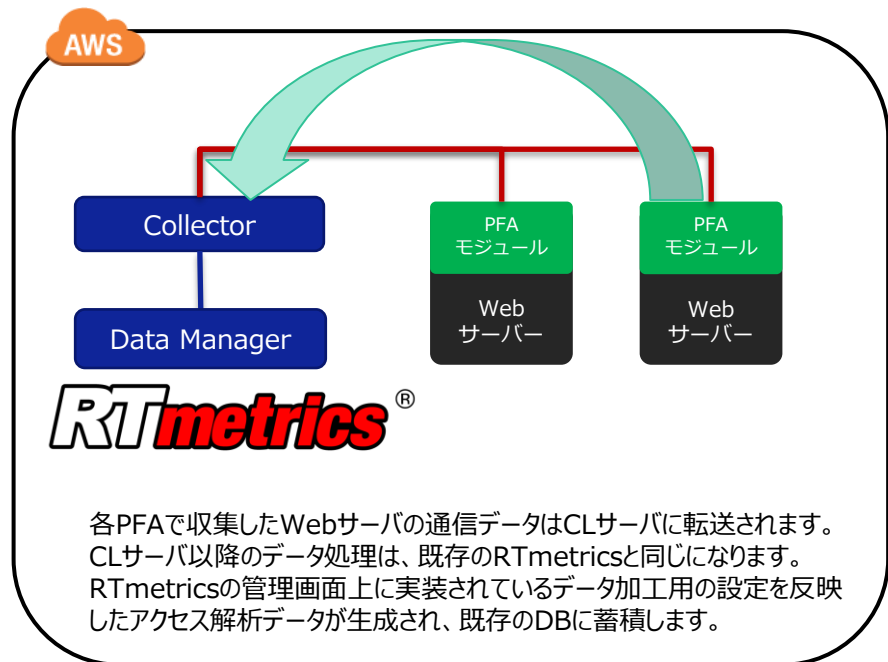 AWS
Collector
Data Manager
PFA
モジュール
Web
サーバー
PFA
モジュール
Web
サーバー
RTmetrics®
各PFAで収集したWebサーバの通信データはCLサーバに転送されます。
CLサーバ以降のデータ処理は、既存のRTmetricsと同じになります。
RTmetricsの管理画面上に実装されているデータ加工用の設定を反映
したアクセス解析データが生成され、既存のDBに蓄積します。